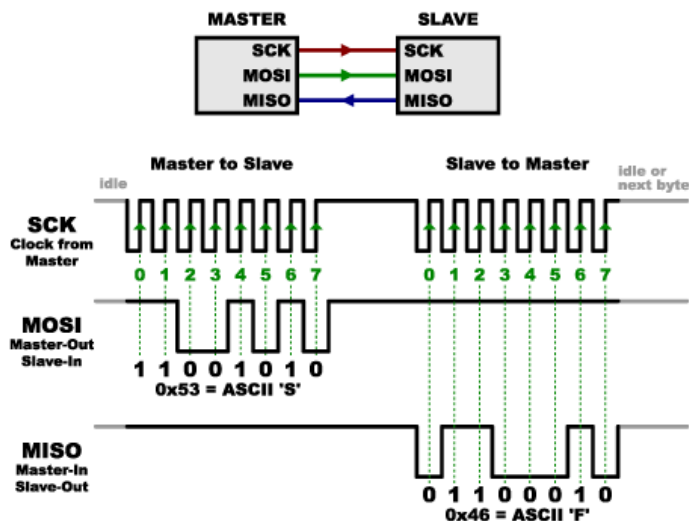 MASTER SLAVE
SCK SCK
MOSI MOSI
MISO MISO
Master to Slave Slave to Master
idle idle or
next byte
SCK
Clock from
Master
0 1 2 3 4 5 6 7 0 1 2 3 4 5 6 7
MOSI
Master-Out
Slave-In
1 1 0 0 1 0 1 0
0x53 = ASCII 'S'
MISO
Master-In
Slave-Out
0 1 1 0 0 0 1 0
0x46 = ASCII 'F'